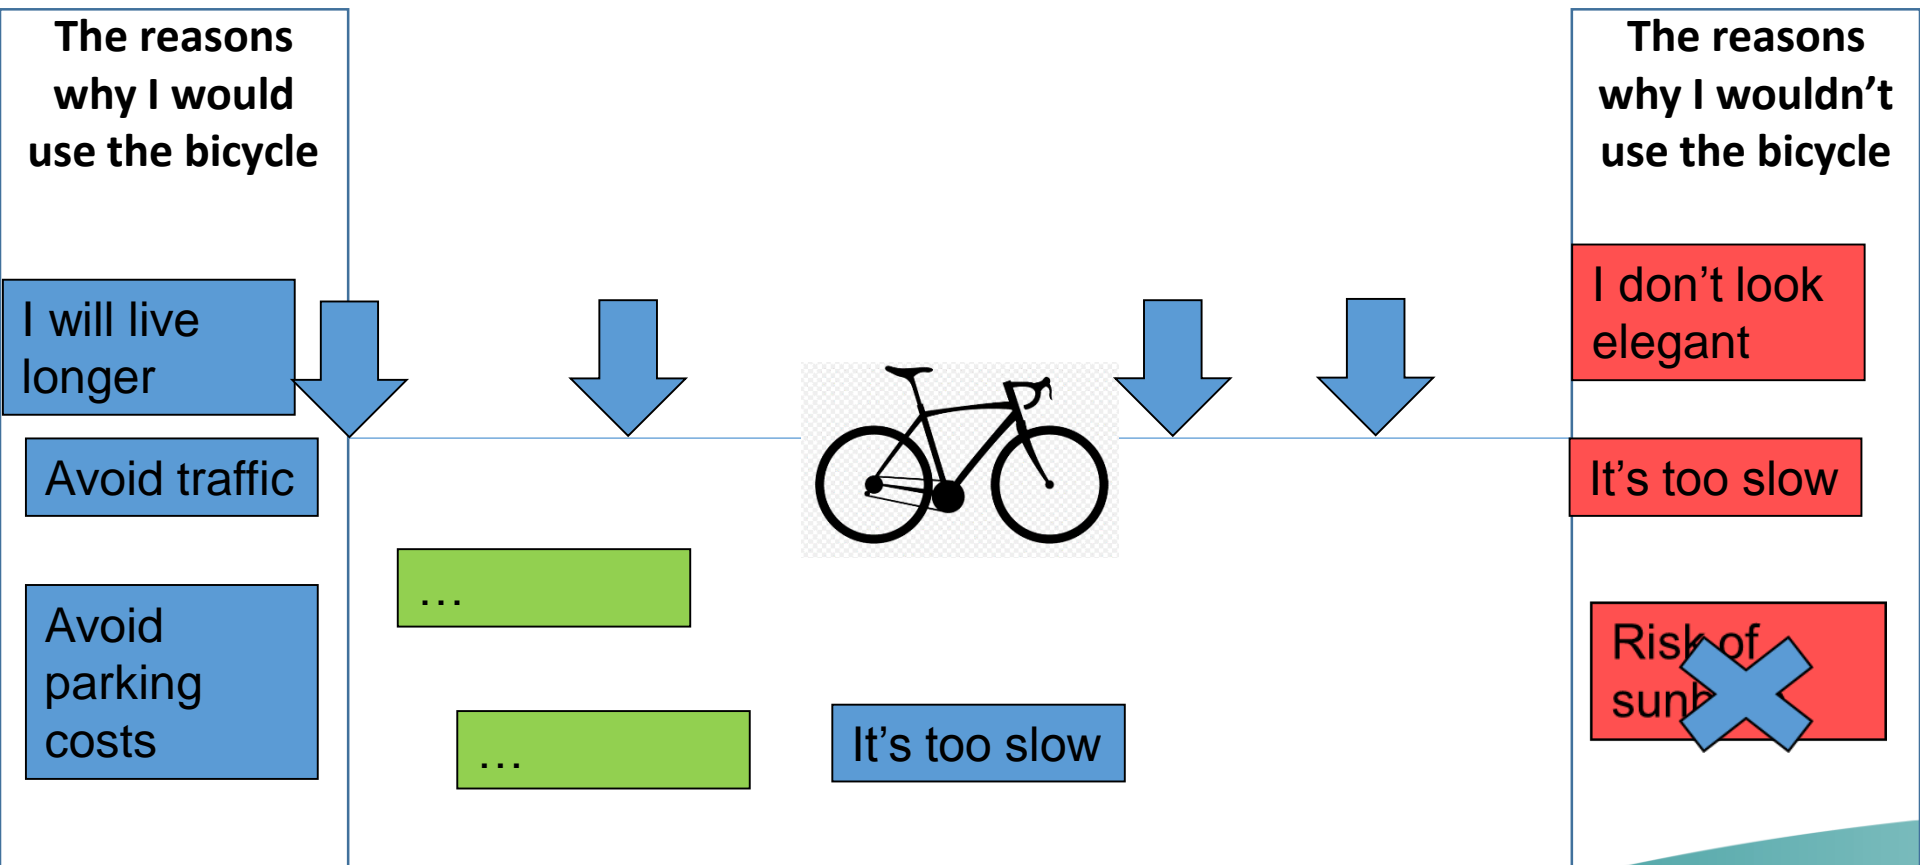 The reasons
why I would
use the bicycle
I will live
longer
Avoid traffic
Avoid
parking
costs
…
…
It's too slow
The reasons
why I wouldn't
use the bicycle
I don't look
elegant
It's too slow
Risk of